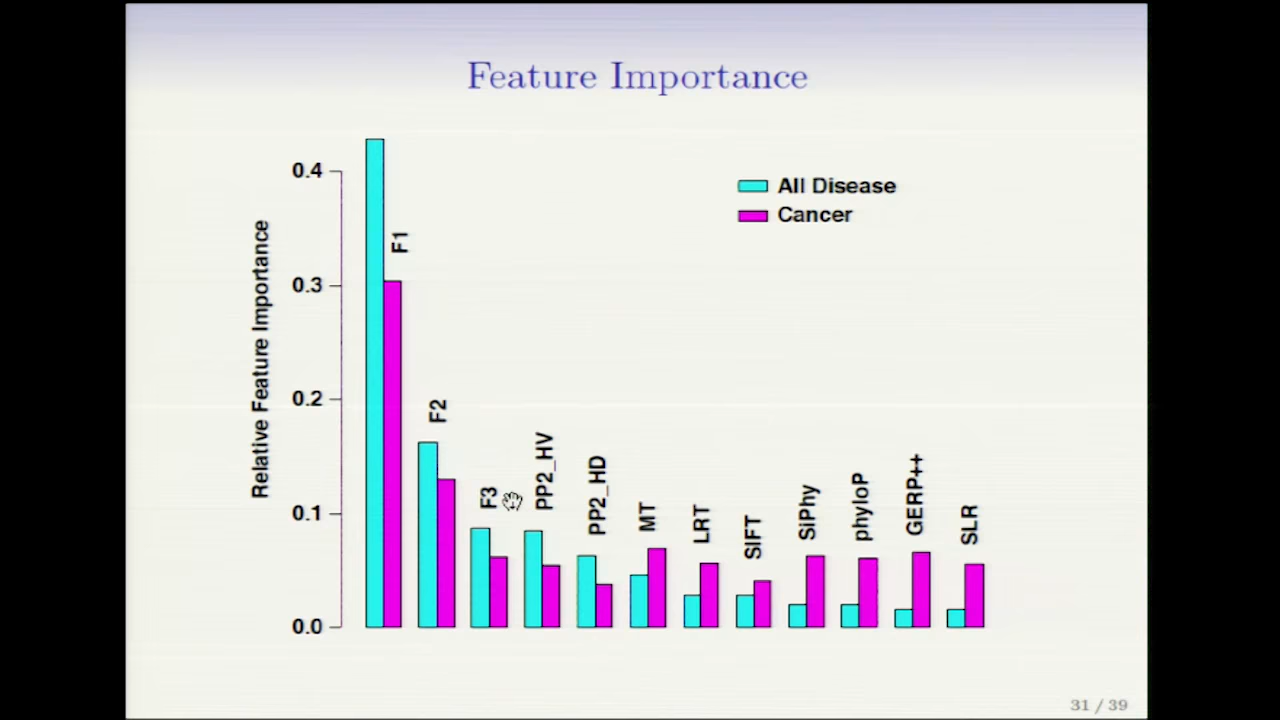 Feature Importance
Relative Feature Importance
0.4
0.3
0.2
0.1
0.0
All Disease
Cancer
F1
F2
F3
PP2_HV
PP2_HD
MT
LRT
SIFT
SiPhy
phyloP
GERP++
SLR
31 / 39